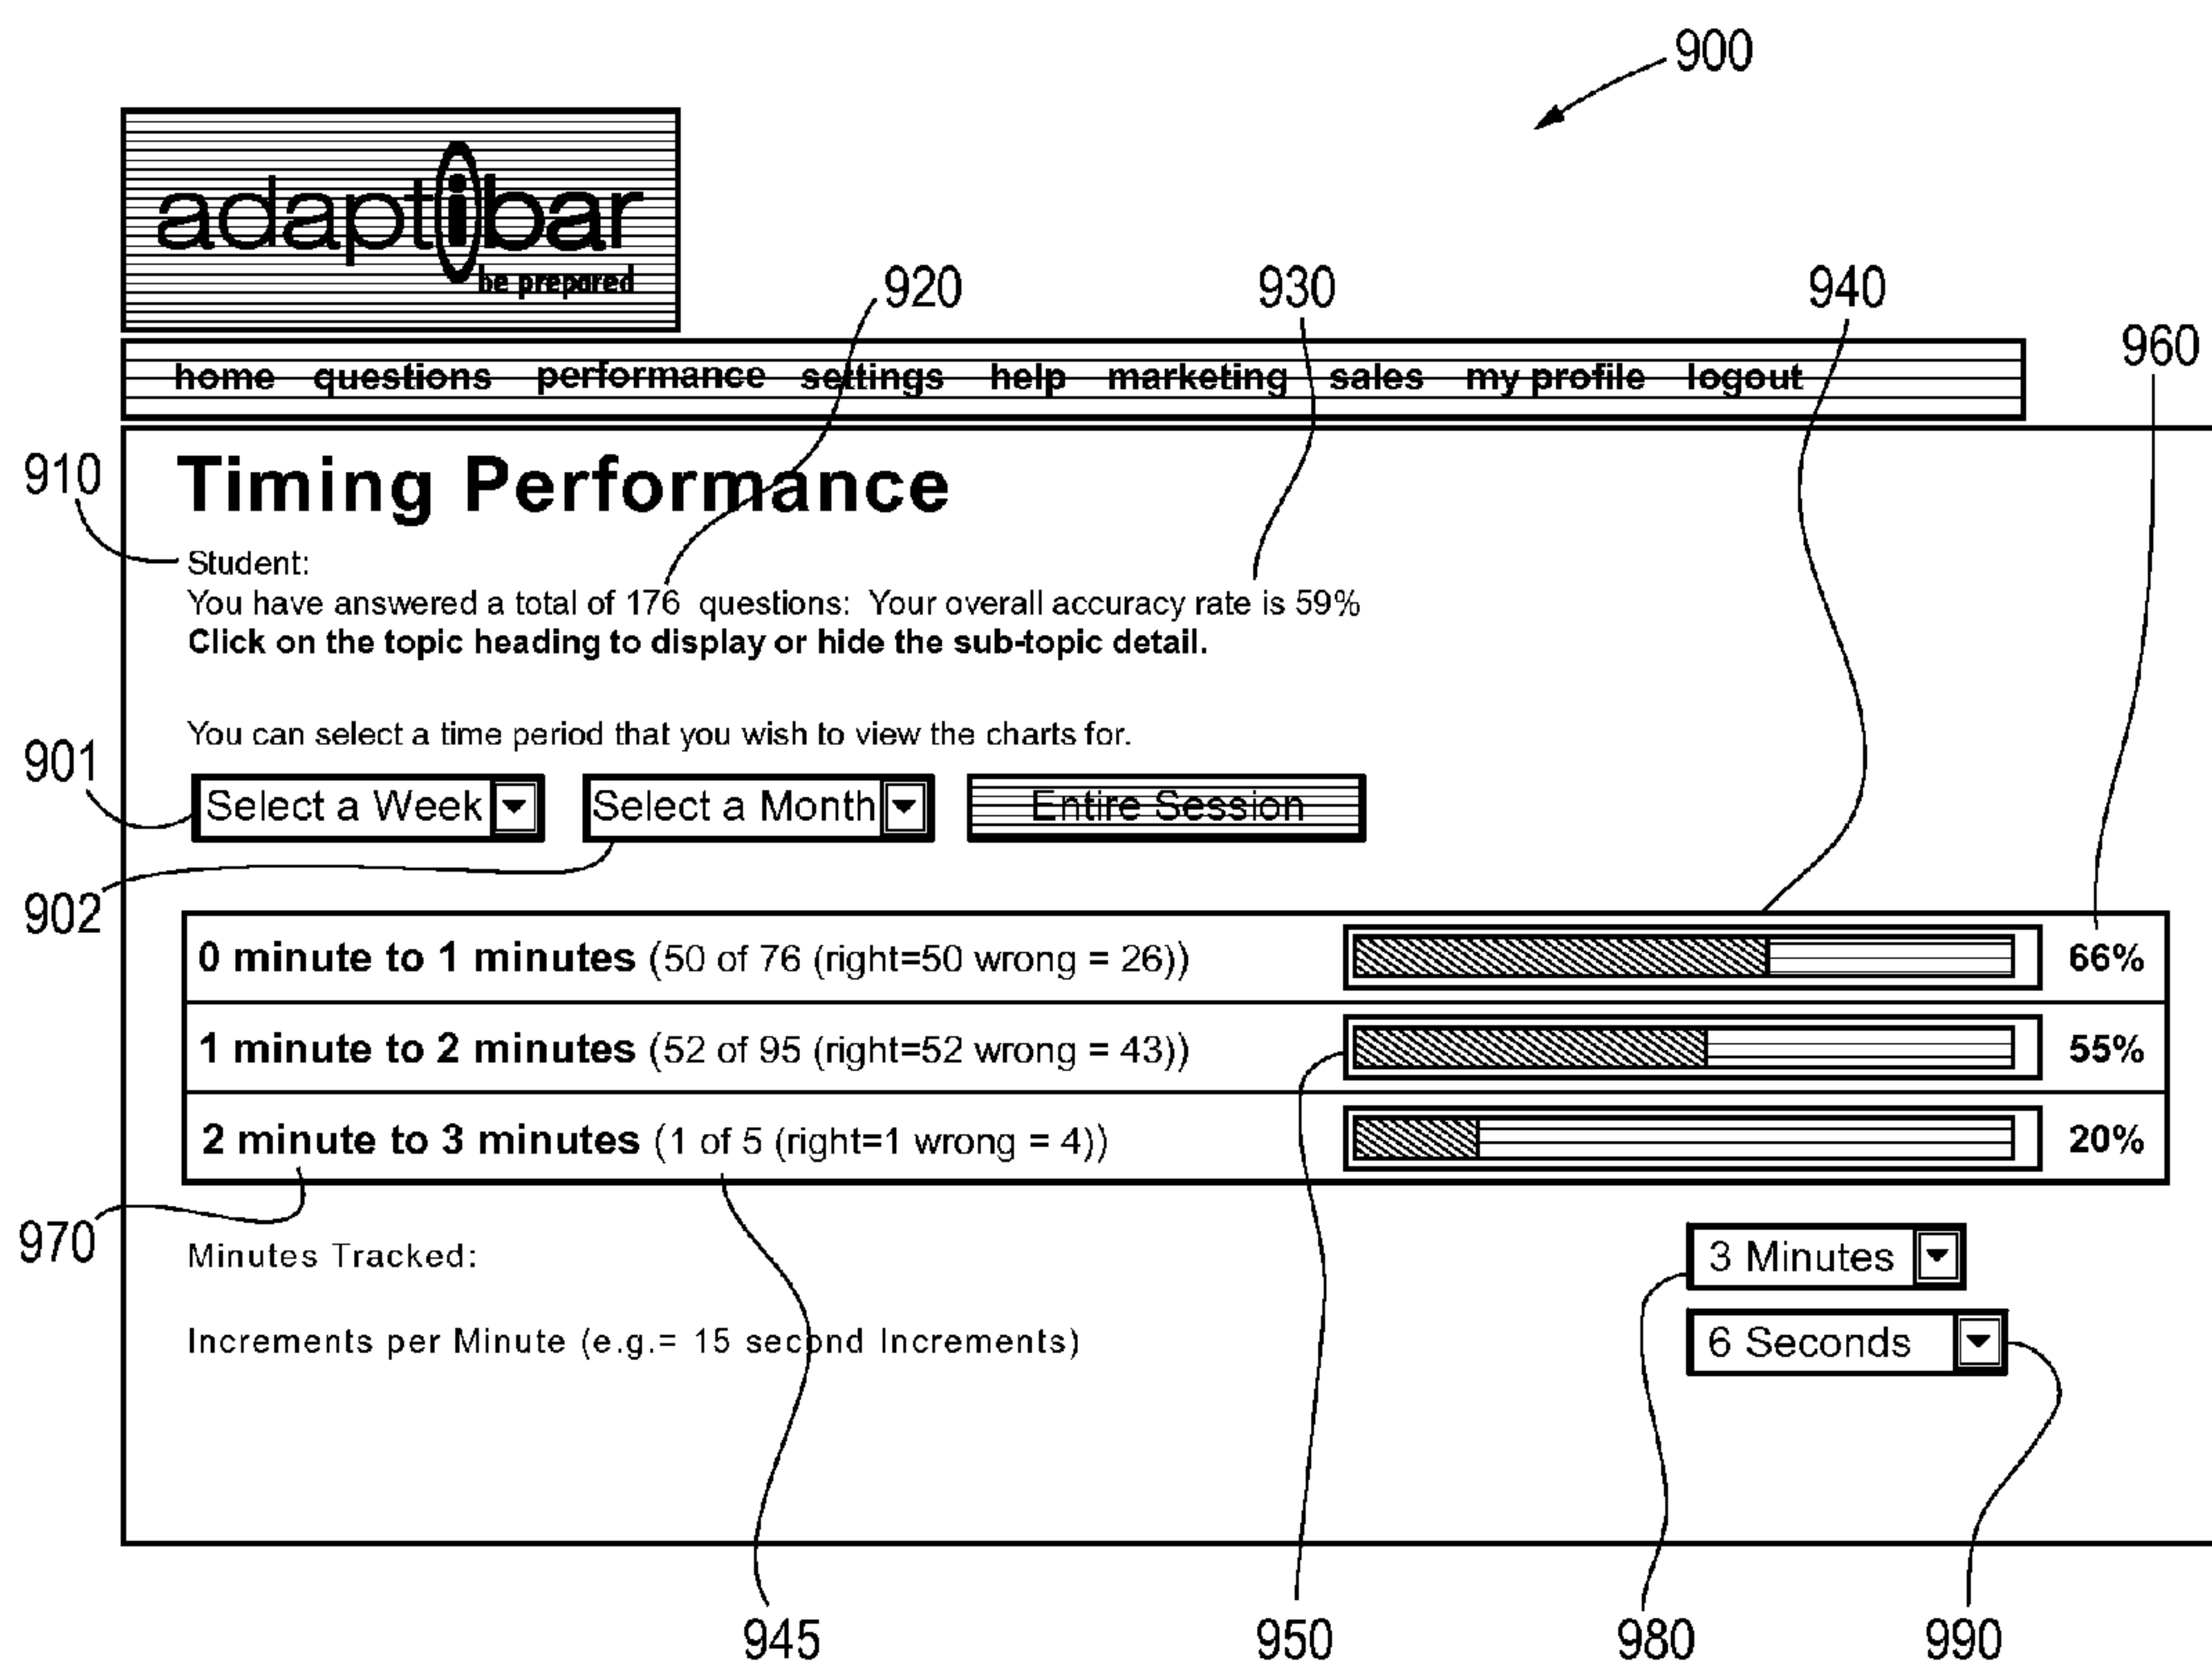 900
adaptibar
be prepared
920
930
940
960
home questions performance settings help marketing sales my profile logout
910
Timing Performance
Student:
You have answered a total of 176 questions: Your overall accuracy rate is 59%
Click on the topic heading to display or hide the sub-topic detail.
You can select a time period that you wish to view the charts for.
901
Select a Week Select a Month Entire Session
902
0 minute to 1 minutes (50 of 76 (right=50 wrong = 26)) 66%
1 minute to 2 minutes (52 of 95 (right=52 wrong = 43)) 55%
2 minute to 3 minutes (1 of 5 (right=1 wrong = 4)) 20%
970
Minutes Tracked: 3 Minutes
Increments per Minute (e.g.= 15 second Increments) 6 Seconds
945
950
980
990